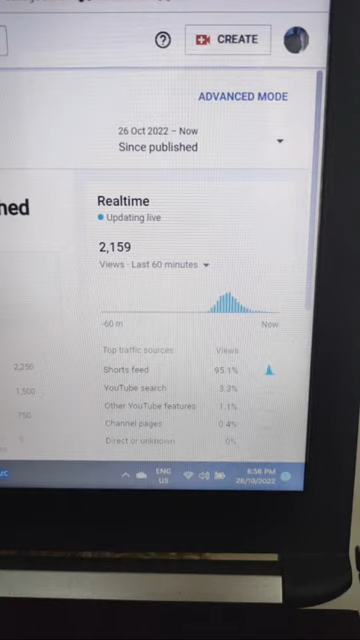 CREATE
ADVANCED MODE
26 Oct 2022 – Now
Since published
hed
Realtime
Updating live
2,159
Views · Last 60 minutes
-60 m
Now
Top traffic sources
Views
Shorts feed
95.1%
YouTube search
3.3%
Other YouTube features
1.1%
Channel pages
0.4%
Direct or unknown
0%
2,250
1,500
750
0
ENG
US
6:56 PM
26/10/2022